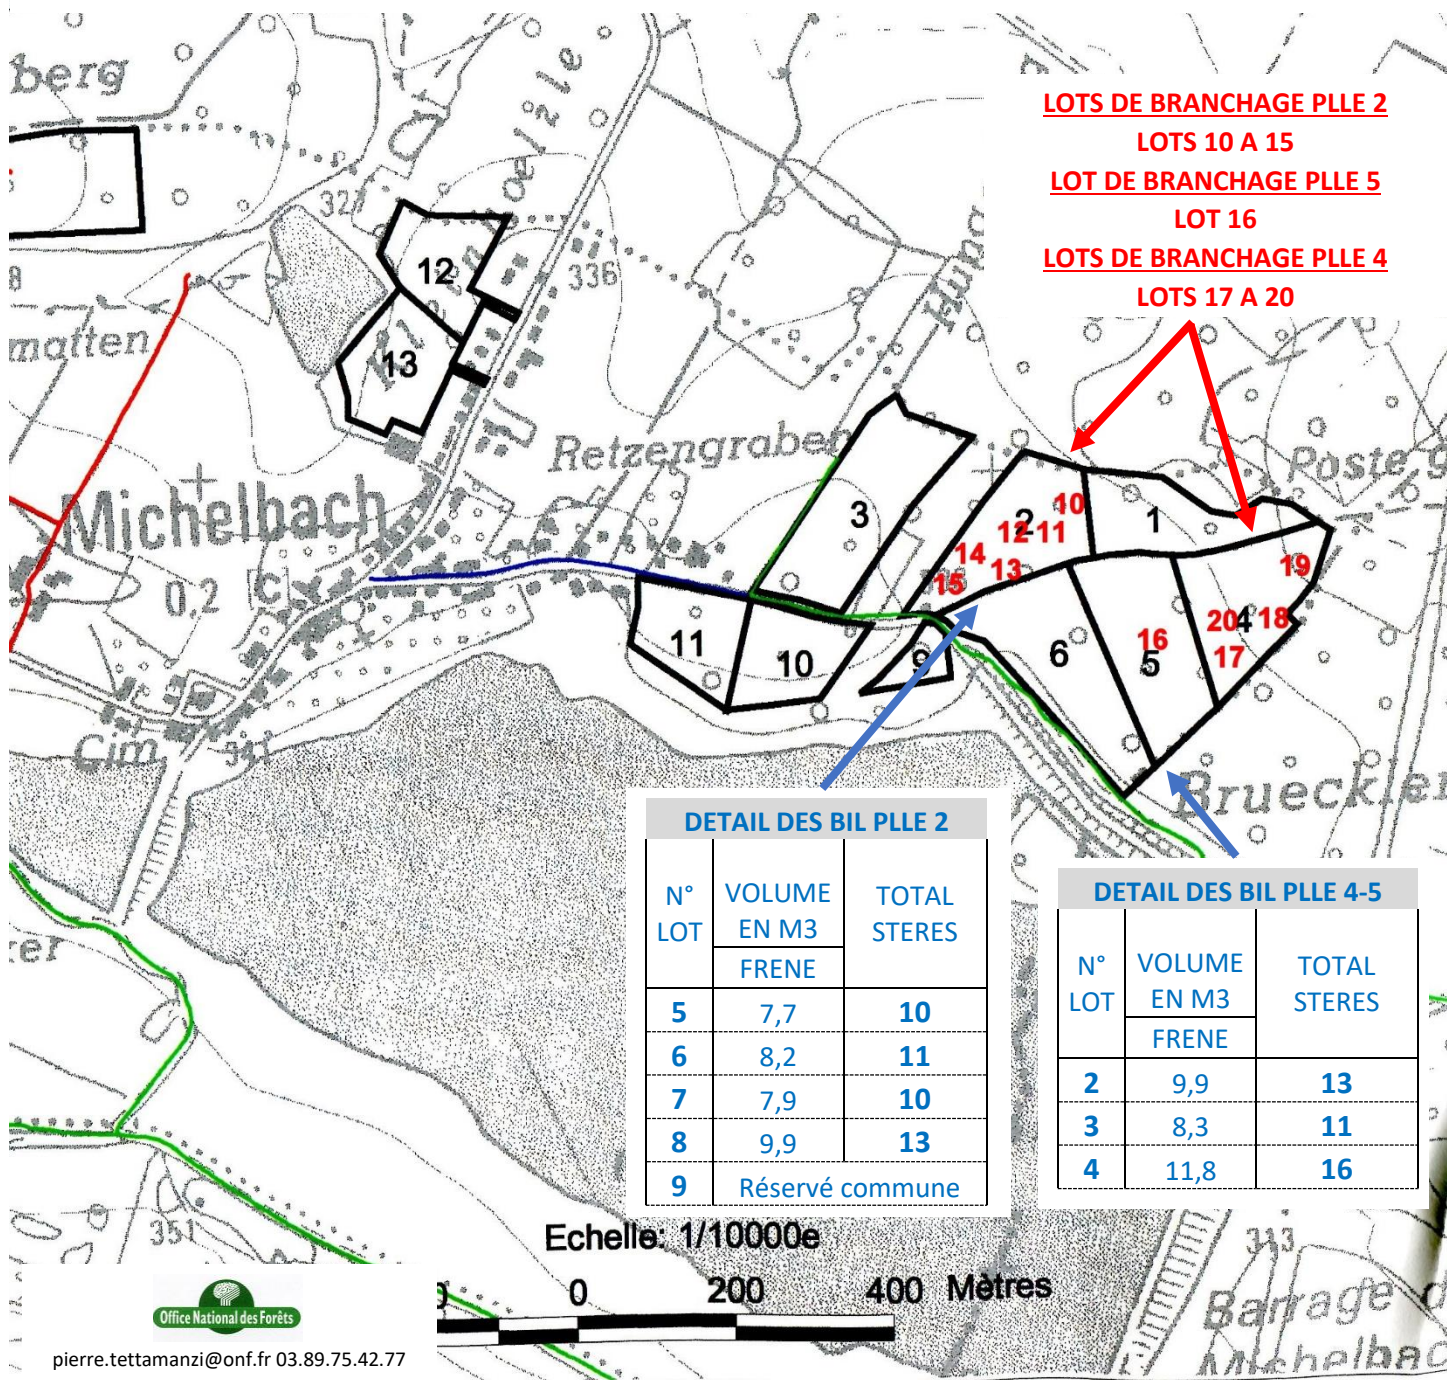 LOTS DE BRANCHAGE PLLE 2
LOTS 10 A 15
LOT DE BRANCHAGE PLLE 5
LOT 16
LOTS DE BRANCHAGE PLLE 4
LOTS 17 A 20
berg
321
336
12
13
matten
8
Michelbach
Retzengraben
0,2
C
Cim
341
3
2
1
10
12
11
14
13
15
19
16
20
4
18
17
11
10
9
6
5
Brueckler
DETAIL DES BIL PLLE 2
N° LOT VOLUME EN M3 TOTAL STERES
FRENE
5 7,7 10
6 8,2 11
7 7,9 10
8 9,9 13
9 Réservé commune
DETAIL DES BIL PLLE 4-5
N° LOT VOLUME EN M3 TOTAL STERES
FRENE
2 9,9 13
3 8,3 11
4 11,8 16
351
313
Echelle: 1/10000e
0 200 400 Mètres
Barrage d
Michelbac
Office National des Forêts
pierre.tettamanzi@onf.fr 03.89.75.42.77